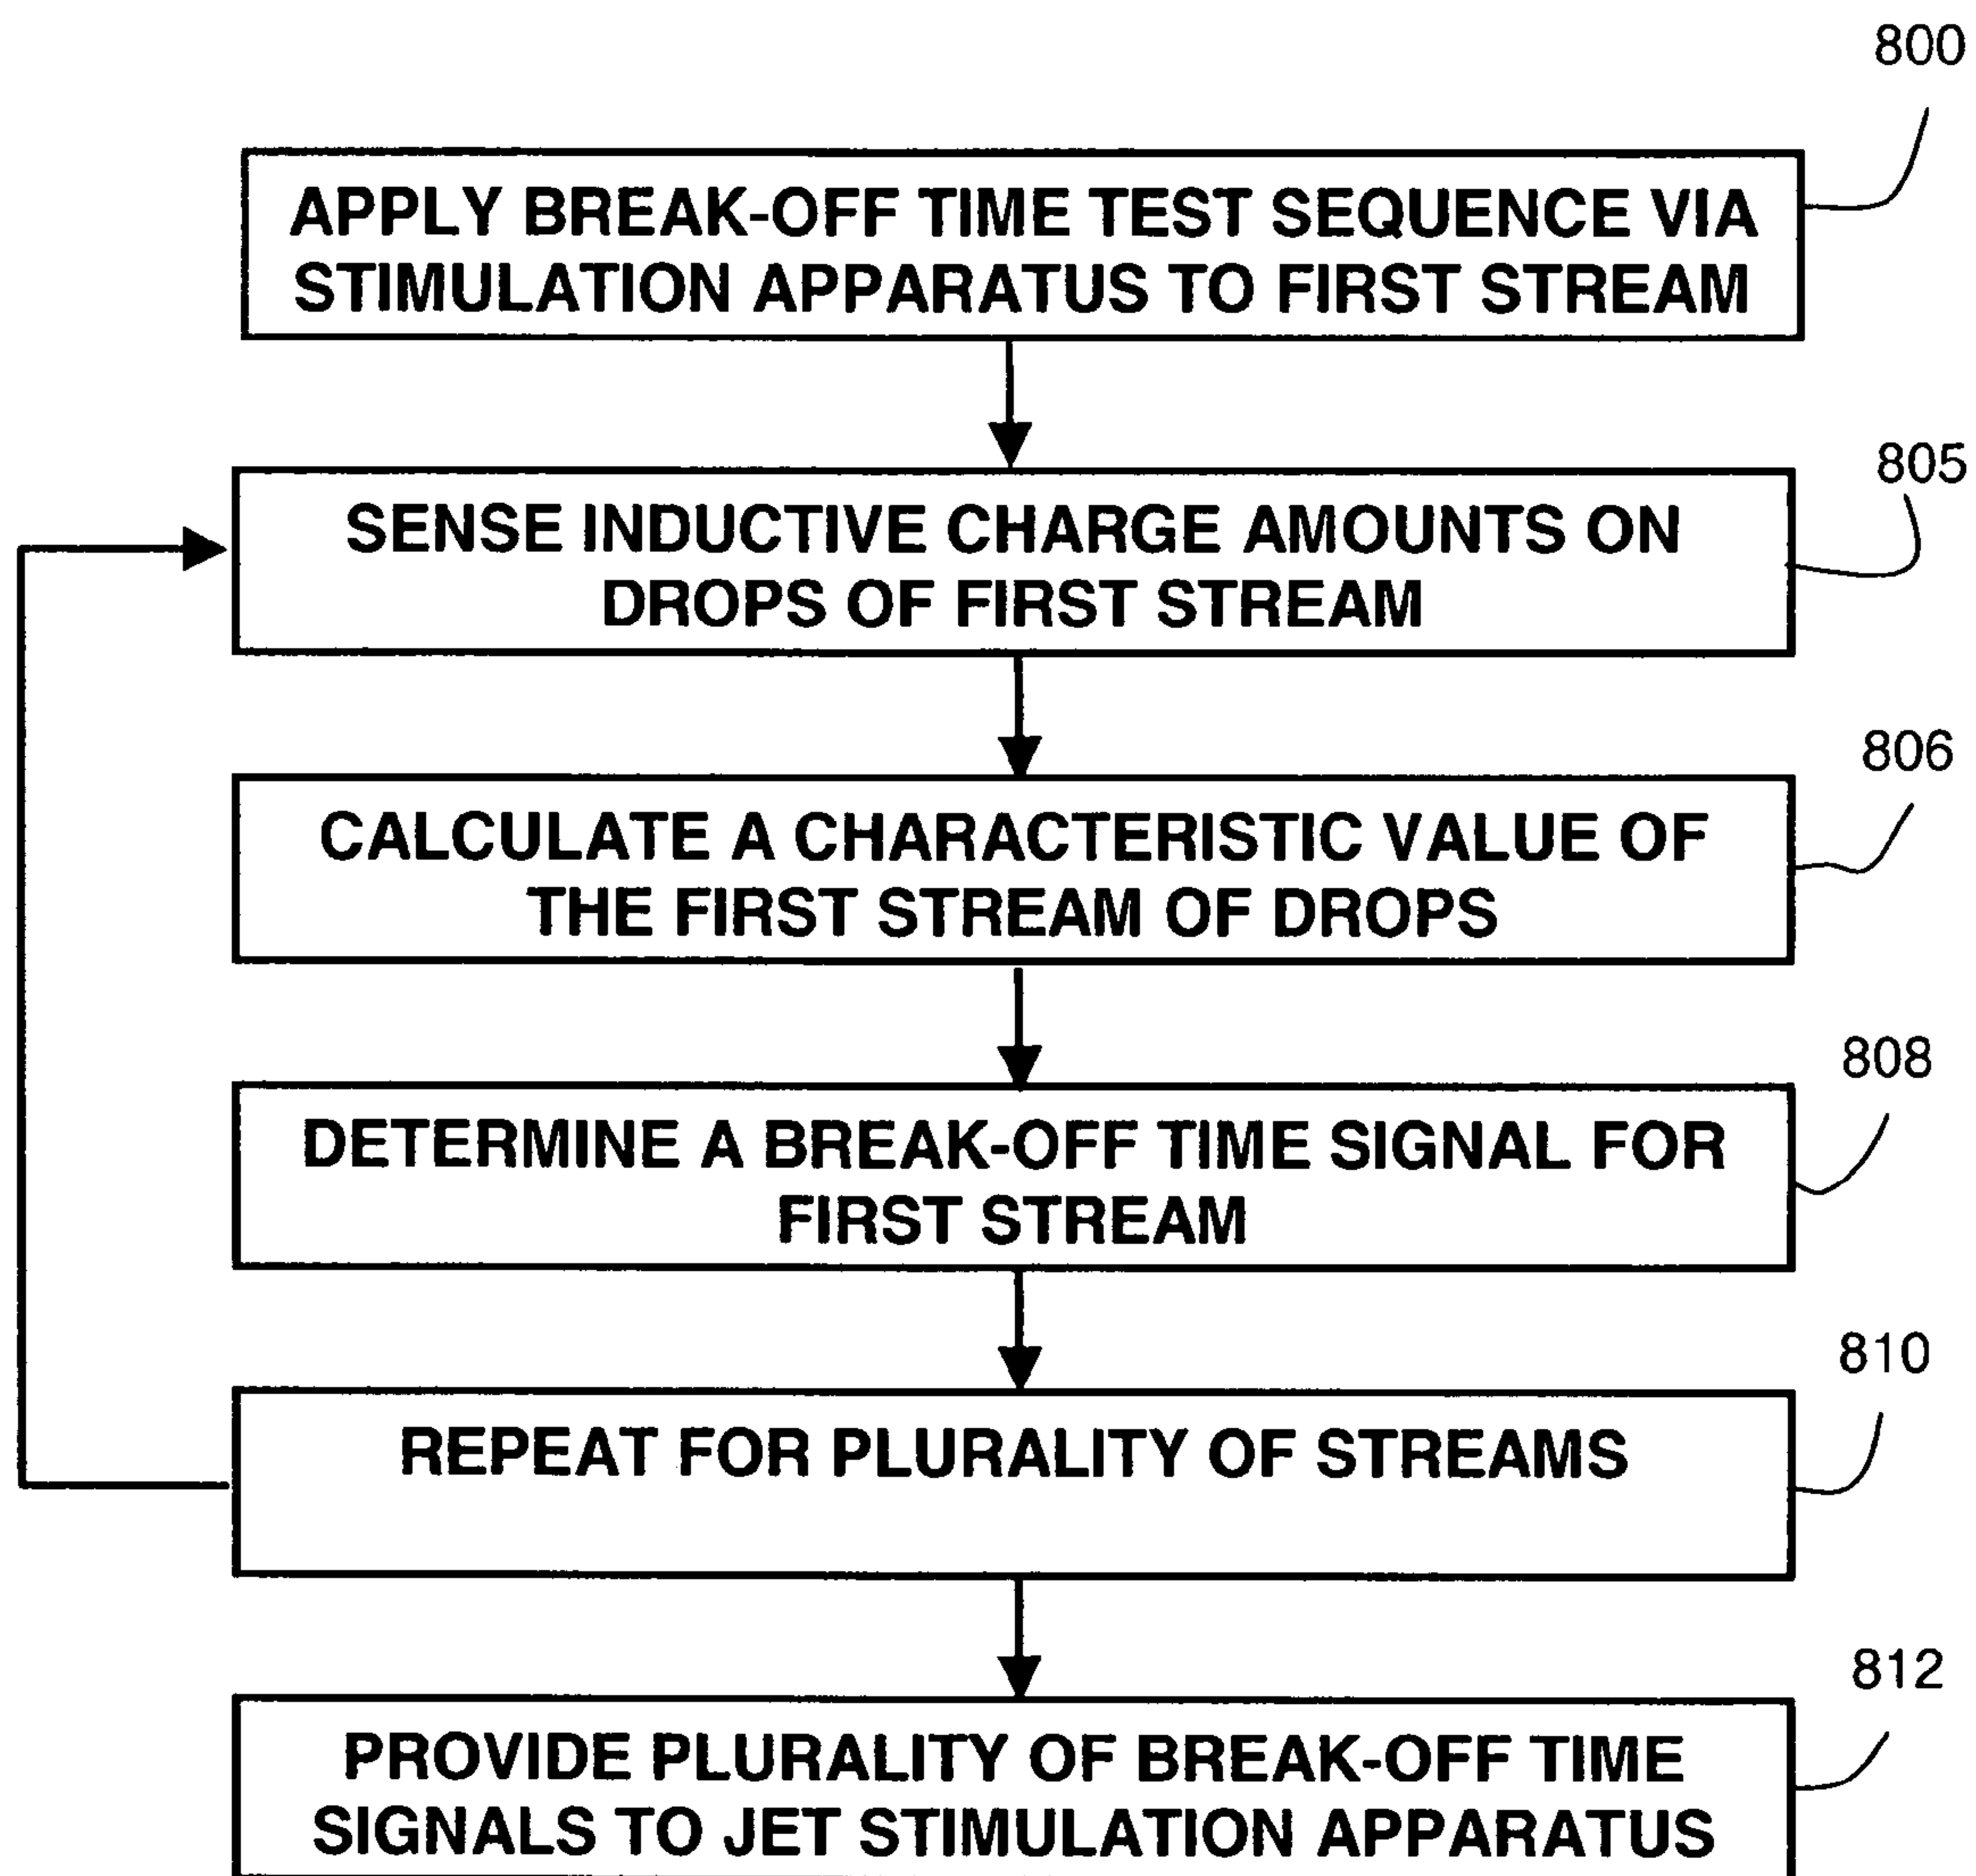 800
APPLY BREAK-OFF TIME TEST SEQUENCE VIA
STIMULATION APPARATUS TO FIRST STREAM
805
SENSE INDUCTIVE CHARGE AMOUNTS ON
DROPS OF FIRST STREAM
806
CALCULATE A CHARACTERISTIC VALUE OF
THE FIRST STREAM OF DROPS
808
DETERMINE A BREAK-OFF TIME SIGNAL FOR
FIRST STREAM
810
REPEAT FOR PLURALITY OF STREAMS
812
PROVIDE PLURALITY OF BREAK-OFF TIME
SIGNALS TO JET STIMULATION APPARATUS